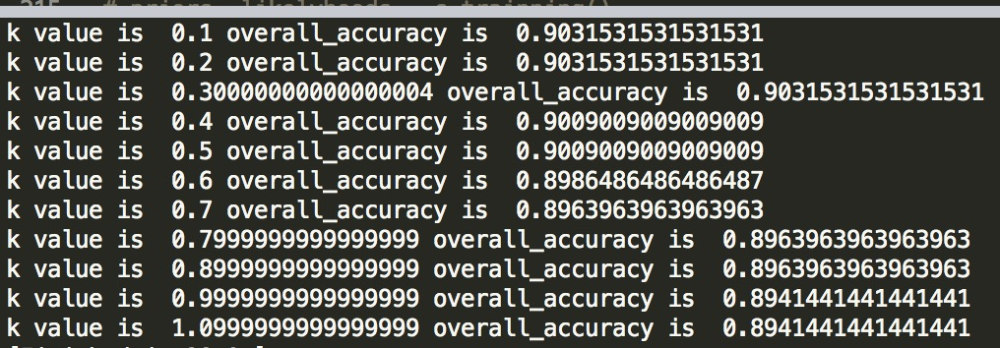 k value is  0.1 overall_accuracy is  0.9031531531531531
k value is  0.2 overall_accuracy is  0.9031531531531531
k value is  0.30000000000000004 overall_accuracy is  0.9031531531531531
k value is  0.4 overall_accuracy is  0.9009009009009009
k value is  0.5 overall_accuracy is  0.9009009009009009
k value is  0.6 overall_accuracy is  0.8986486486486487
k value is  0.7 overall_accuracy is  0.8963963963963963
k value is  0.7999999999999999 overall_accuracy is  0.8963963963963963
k value is  0.8999999999999999 overall_accuracy is  0.8963963963963963
k value is  0.9999999999999999 overall_accuracy is  0.8941441441441441
k value is  1.0999999999999999 overall_accuracy is  0.8941441441441441